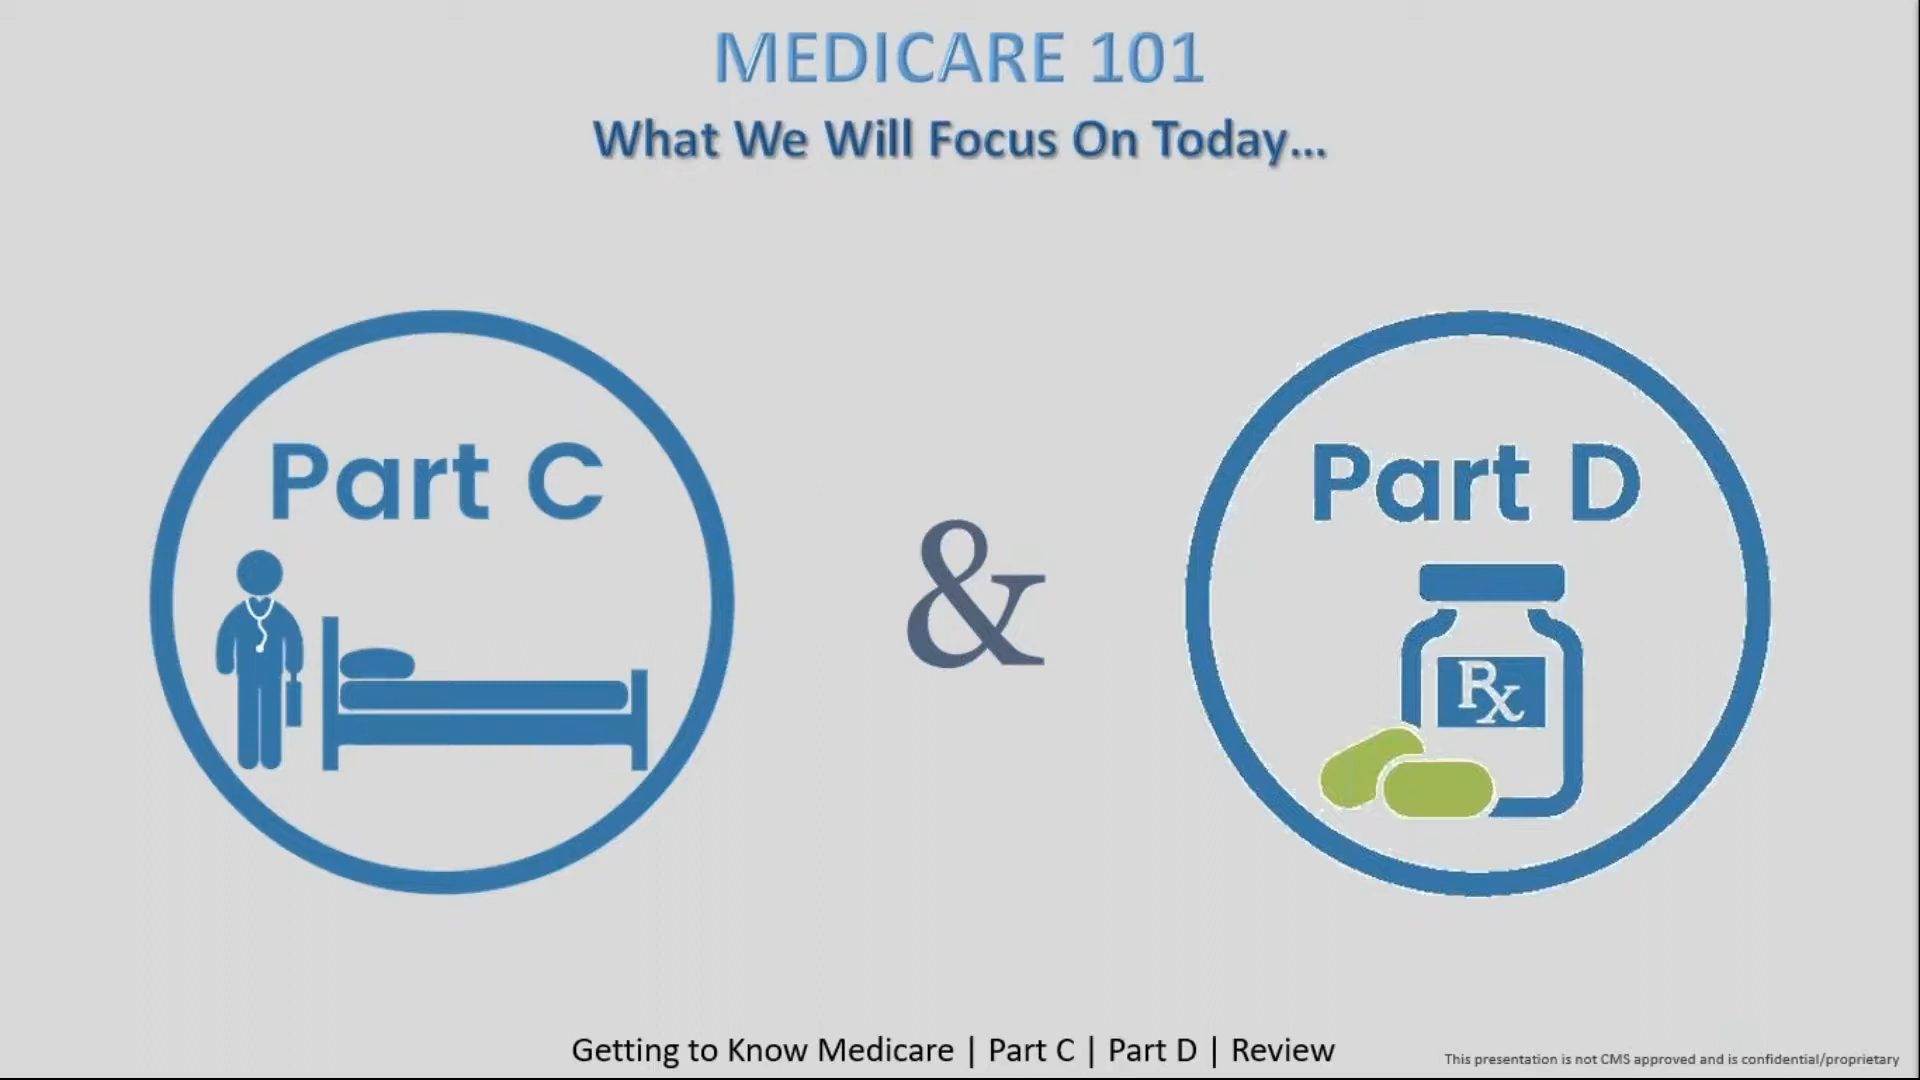 MEDICARE 101
What We Will Focus On Today...
Part C
&
Part D
Rx
Getting to Know Medicare | Part C | Part D | Review
This presentation is not CMS approved and is confidential/proprietary